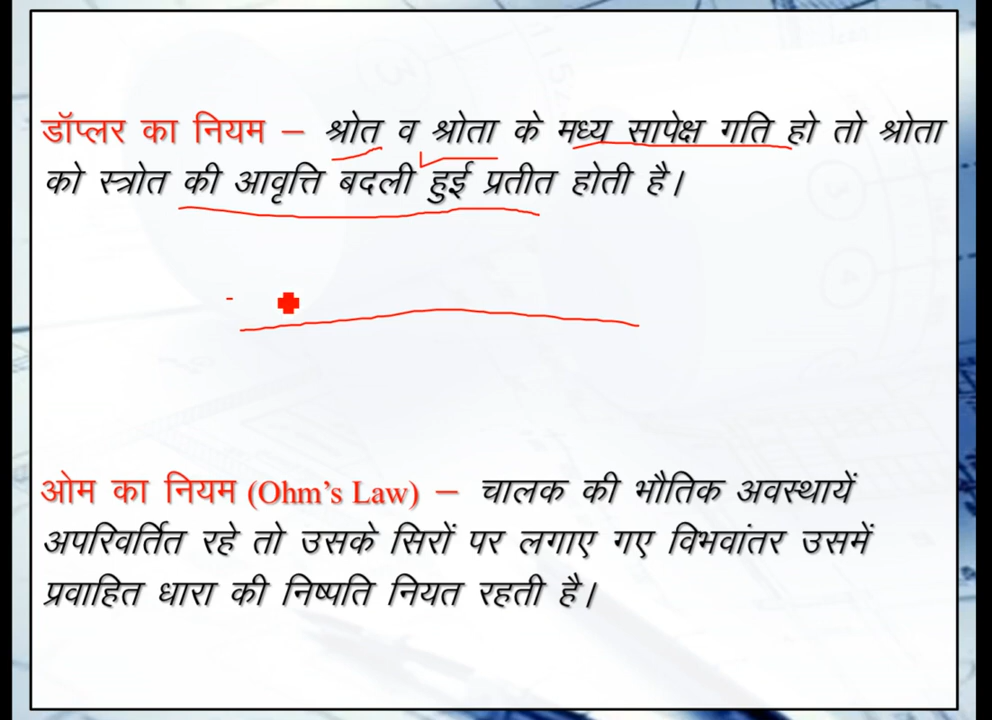 डॉप्लर का नियम – श्रोत व श्रोता के मध्य सापेक्ष गति हो तो श्रोता
को स्त्रोत की आवृत्ति बदली हुई प्रतीत होती है।
ओम का नियम (Ohm's Law) – चालक की भौतिक अवस्थायें
अपरिवर्तित रहे तो उसके सिरों पर लगाए गए विभवांतर उसमें
प्रवाहित धारा की निष्पति नियत रहती है।